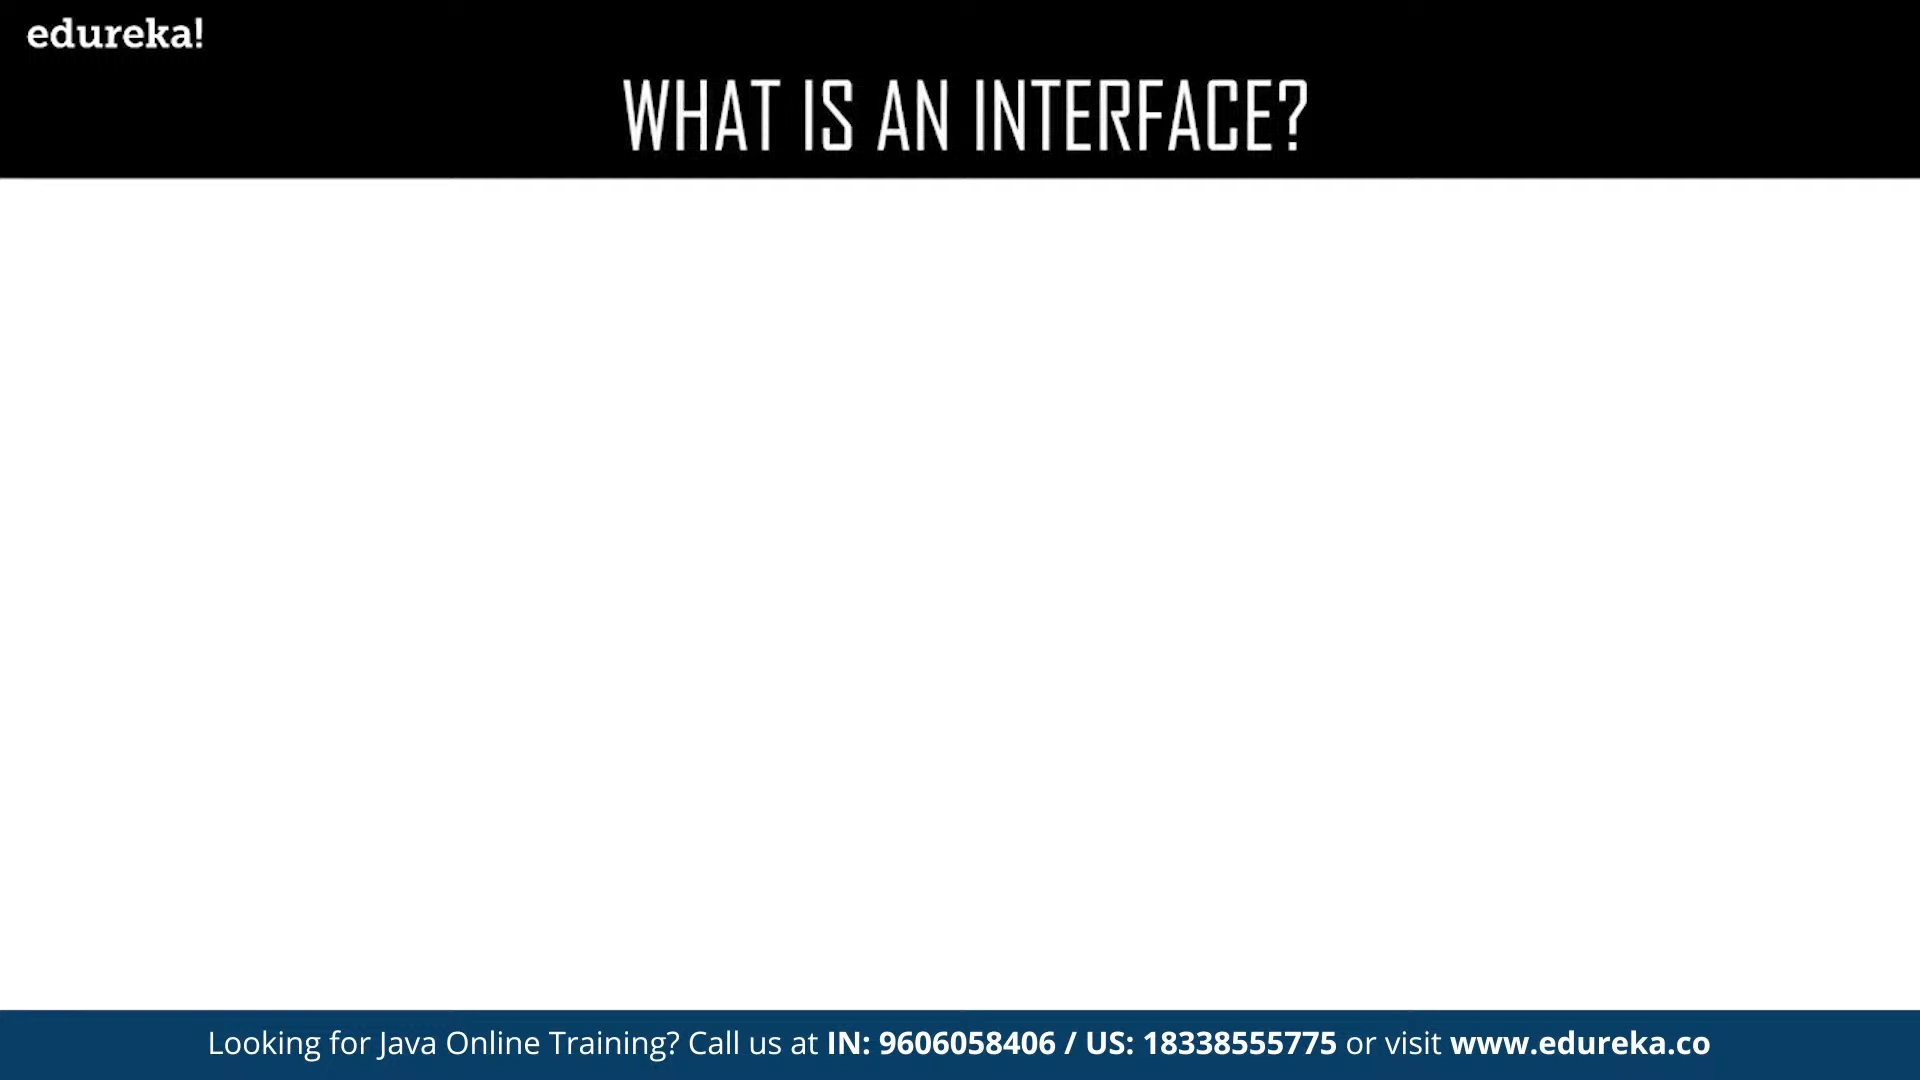 edureka!
WHAT IS AN INTERFACE?
Looking for Java Online Training? Call us at IN: 9606058406 / US: 18338555775 or visit www.edureka.co